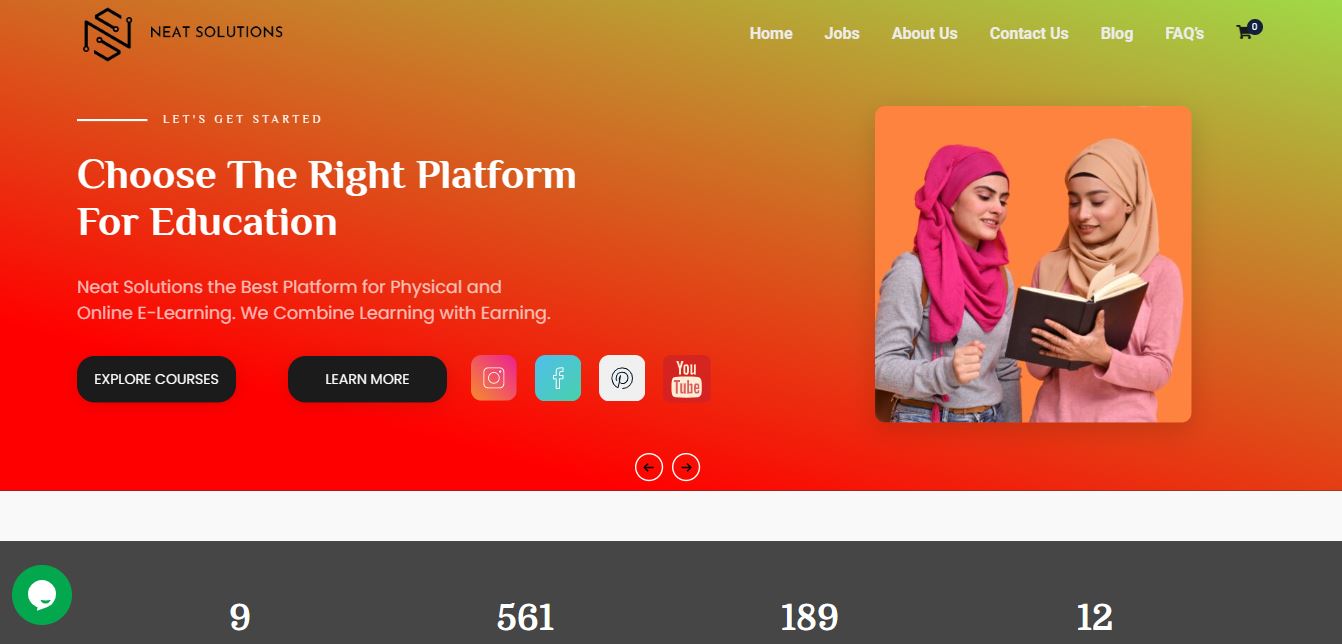 NEAT SOLUTIONS
Home Jobs About Us Contact Us Blog FAQ's 0
LET'S GET STARTED
Choose The Right Platform
For Education
Neat Solutions the Best Platform for Physical and
Online E-Learning. We Combine Learning with Earning.
EXPLORE COURSES LEARN MORE You
Tube
9 561 189 12